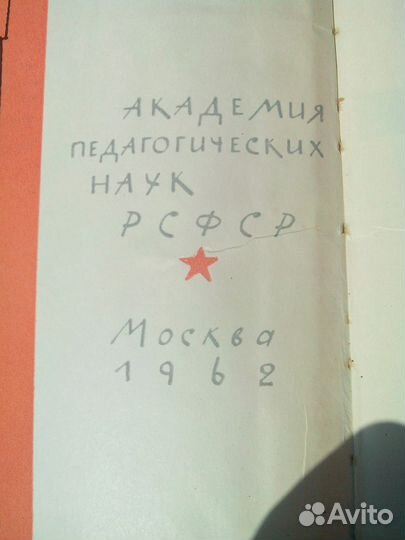 АКАДЕМИЯ
ПЕДАГОГИЧЕСКИХ
НАУК
РСФСР
Москва
1962
Avito